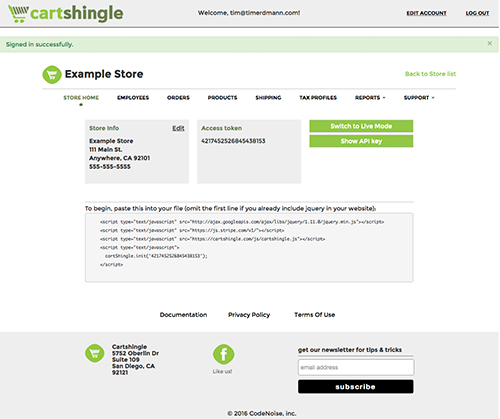 cartshingle
Welcome, tim@timerdmann.com!
EDIT ACCOUNT
LOG OUT
Signed in successfully.
×
Example Store
Back to Store list
STORE HOME
EMPLOYEES
ORDERS
PRODUCTS
SHIPPING
TAX PROFILES
REPORTS
SUPPORT
Store Info
Edit
Example Store
111 Main St.
Anywhere, CA 92101
555-555-5555
Access token
4217452526845438153
Switch to Live Mode
Show API key
To begin, paste this into your file (omit the first line if you already include jquery in your website):
<script type="text/javascript" src="http://ajax.googleapis.com/ajax/libs/jquery/1.11.0/jquery.min.js"></script>
<script type="text/javascript" src="https://js.stripe.com/v1/"></script>
<script type="text/javascript" src="https://cartshingle.com/js/cartshingle.js"></script>
<script type="text/javascript">
cartShingle.init('4217452526845438153');
</script>
Documentation
Privacy Policy
Terms Of Use
Cartshingle
5752 Oberlin Dr
Suite 109
San Diego, CA
92121
f
Like us!
get our newsletter for tips & tricks
email address
subscribe
© 2016 CodeNoise, inc.